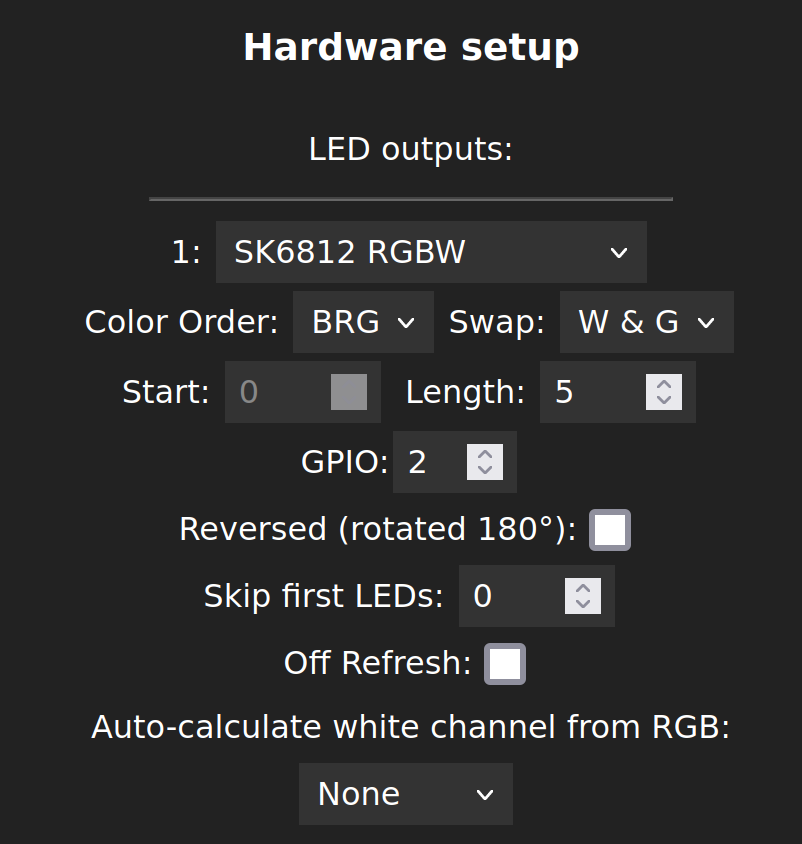 Hardware setup
LED outputs:
1: SK6812 RGBW
Color Order: BRG Swap: W & G
Start: 0 Length: 5
GPIO: 2
Reversed (rotated 180°):
Skip first LEDs: 0
Off Refresh:
Auto-calculate white channel from RGB:
None